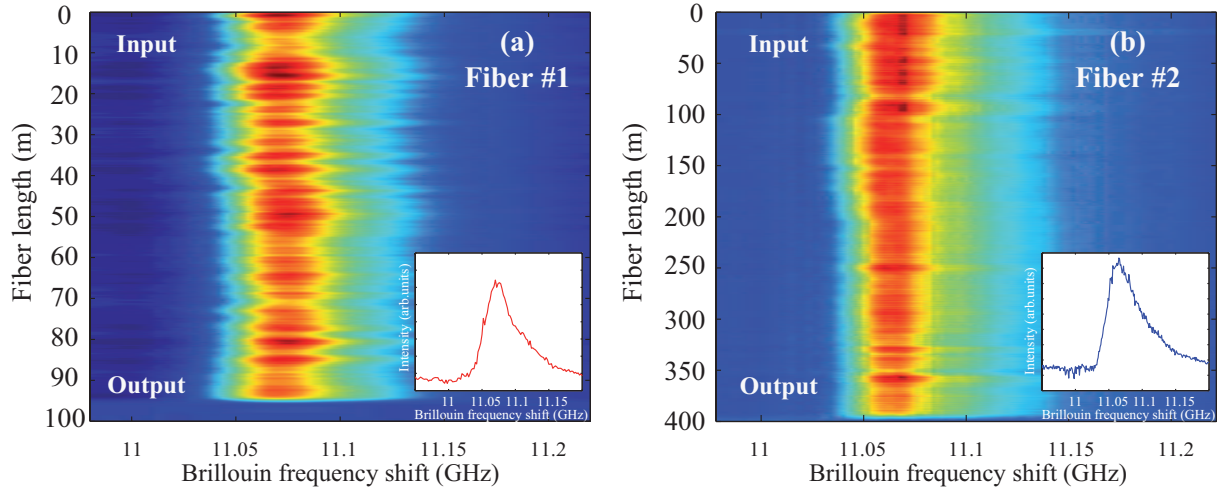 0
10
20
30
40
50
60
70
80
90
100
Fiber length (m)
Input
(a)
Fiber #1
Output
11
11.05
11.1
11.15
11.2
Brillouin frequency shift (GHz)
Intensity (arb.units)
11
11.05
11.1
11.15
Brillouin frequency shift (GHz)
0
50
100
150
200
250
300
350
400
Fiber length (m)
Input
(b)
Fiber #2
Output
11
11.05
11.1
11.15
11.2
Brillouin frequency shift (GHz)
Intensity (arb.units)
11
11.05
11.1
11.15
Brillouin frequency shift (GHz)